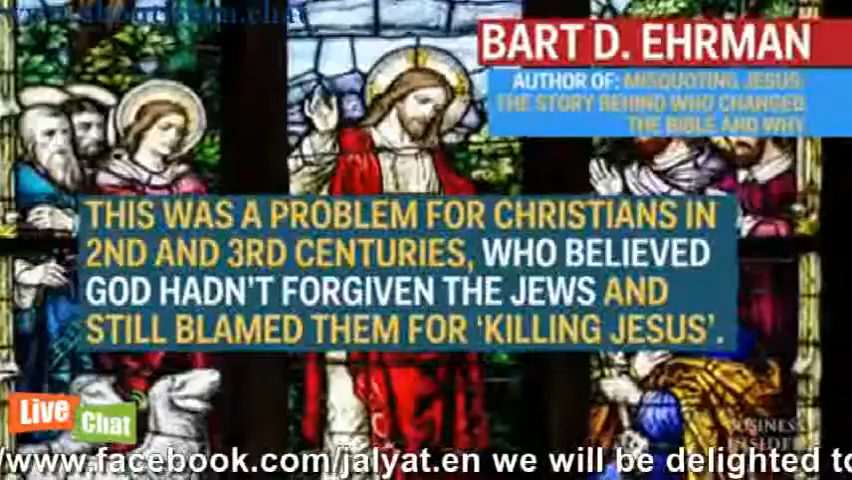 BART D. EHRMAN
AUTHOR OF: MISQUOTING JESUS:
THE STORY BEHIND WHO CHANGED
THE BIBLE AND WHY
THIS WAS A PROBLEM FOR CHRISTIANS IN
2ND AND 3RD CENTURIES, WHO BELIEVED
GOD HADN'T FORGIVEN THE JEWS AND
STILL BLAMED THEM FOR ‘KILLING JESUS’.
Live
Chat
BUSINESS
INSIDER
/www.facebook.com/jalyat.en we will be delighted to